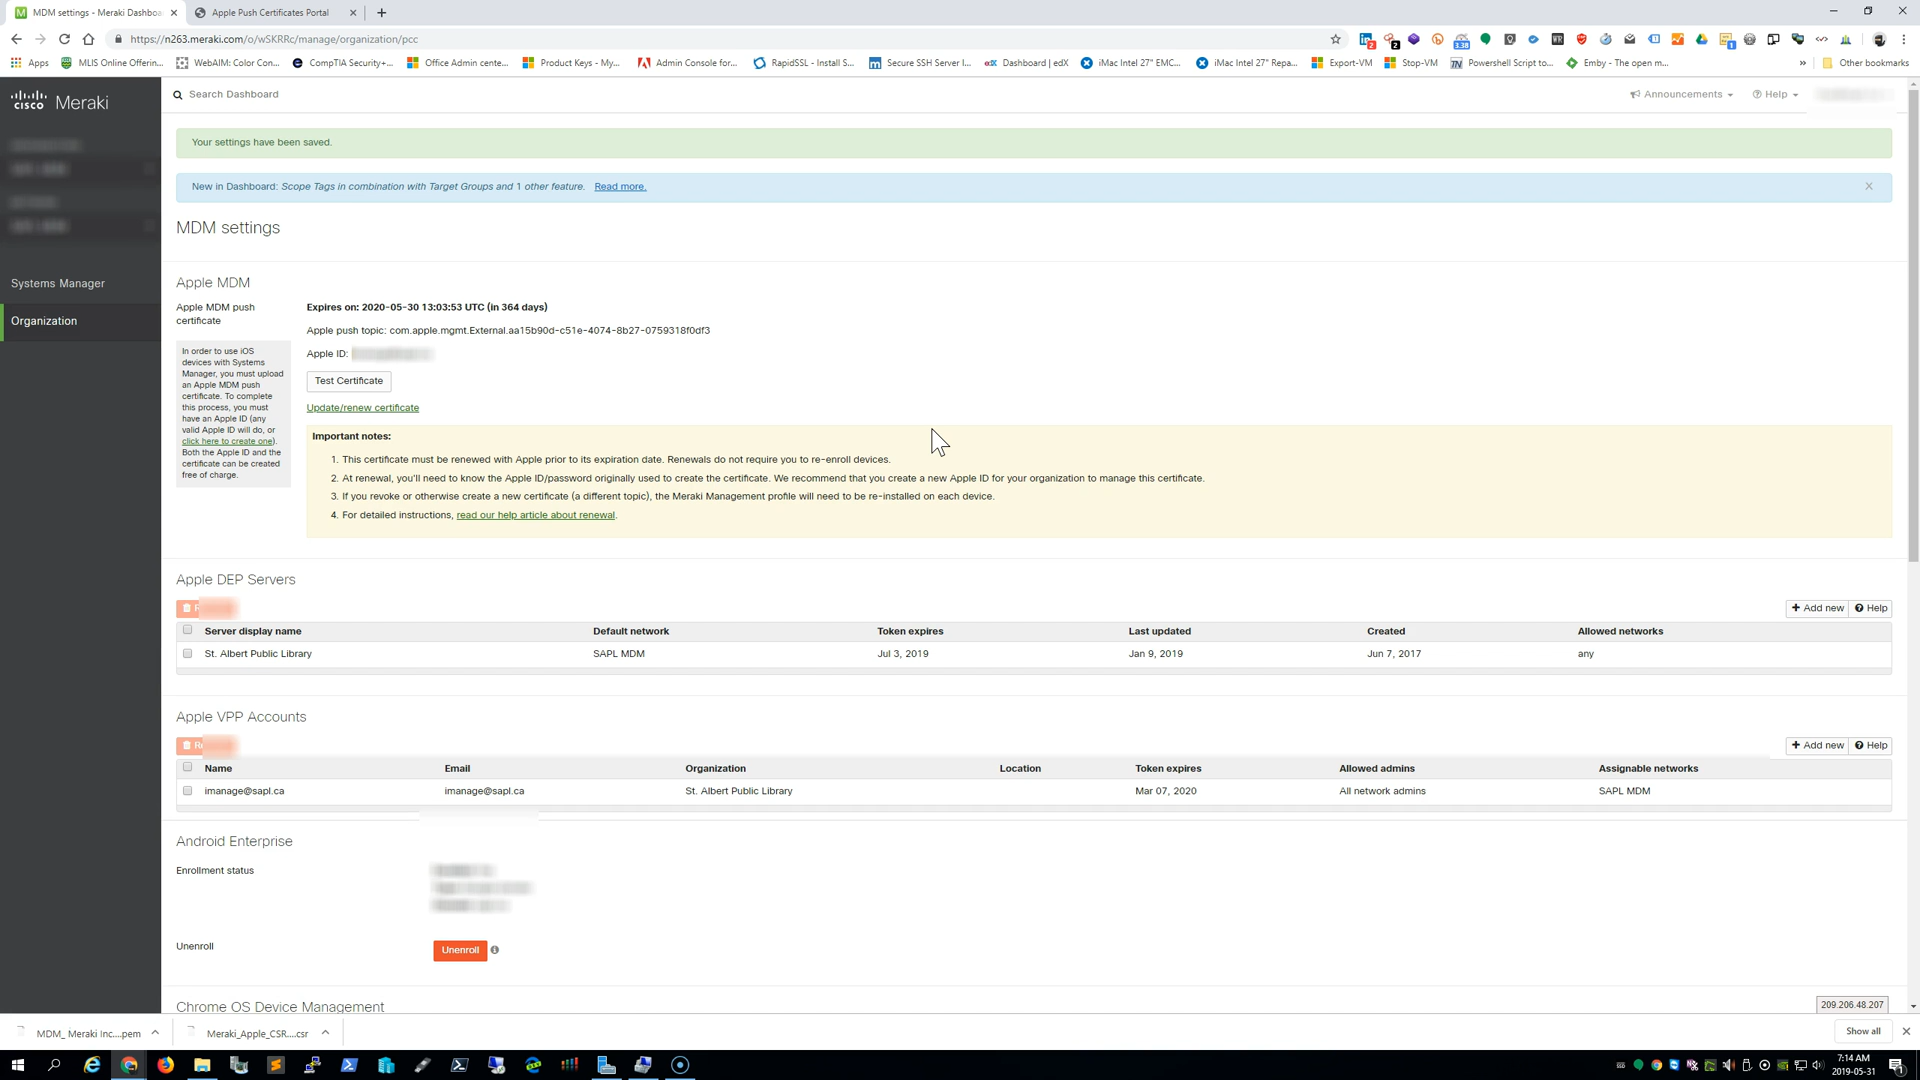 MDM settings - Meraki Dashboa
Apple Push Certificates Portal
https://n263.meraki.com/o/wSKRRc/manage/organization/pcc
Apps
MLIS Online Offerin...
WebAIM: Color Con...
CompTIA Security+...
Office Admin cente...
Product Keys - My...
Admin Console for...
RapidSSL - Install S...
Secure SSH Server I...
Dashboard | edX
iMac Intel 27" EMC...
iMac Intel 27" Repa...
Export-VM
Stop-VM
Powershell Script to...
Emby - The open m...
Other bookmarks
cisco Meraki
Search Dashboard
Announcements
Help
Your settings have been saved.
New in Dashboard: Scope Tags in combination with Target Groups and 1 other feature. Read more.
MDM settings
Systems Manager
Organization
Apple MDM
Apple MDM push
certificate
In order to use iOS
devices with Systems
Manager, you must upload
an Apple MDM push
certificate. To complete
this process, you must
have an Apple ID (any
valid Apple ID will do, or
click here to create one).
Both the Apple ID and the
certificate can be created
free of charge.
Expires on: 2020-05-30 13:03:53 UTC (in 364 days)
Apple push topic: com.apple.mgmt.External.aa15b90d-c51e-4074-8b27-0759318f0df3
Apple ID:
Test Certificate
Update/renew certificate
Important notes:
1. This certificate must be renewed with Apple prior to its expiration date. Renewals do not require you to re-enroll devices.
2. At renewal, you'll need to know the Apple ID/password originally used to create the certificate. We recommend that you create a new Apple ID for your organization to manage this certificate.
3. If you revoke or otherwise create a new certificate (a different topic), the Meraki Management profile will need to be re-installed on each device.
4. For detailed instructions, read our help article about renewal.
Apple DEP Servers
+ Add new
Help
Server display name Default network Token expires Last updated Created Allowed networks
St. Albert Public Library SAPL MDM Jul 3, 2019 Jan 9, 2019 Jun 7, 2017 any
Apple VPP Accounts
+ Add new
Help
Name Email Organization Location Token expires Allowed admins Assignable networks
imanage@sapl.ca imanage@sapl.ca St. Albert Public Library Mar 07, 2020 All network admins SAPL MDM
Android Enterprise
Enrollment status
Unenroll
Unenroll
Chrome OS Device Management
209.206.48.207
MDM_ Meraki Inc....pem
Meraki_Apple_CSR....csr
Show all
7:14 AM
2019-05-31